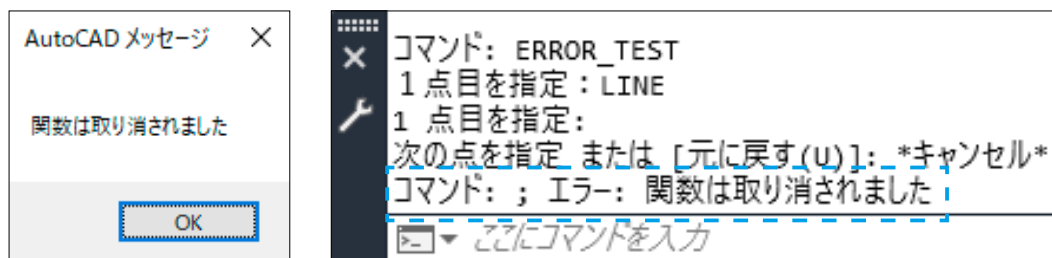 AutoCAD メッセージ
関数は取り消されました
OK
コマンド: ERROR_TEST
１点目を指定：LINE
1 点目を指定:
次の点を指定 または [元に戻す(U)]: *キャンセル*
コマンド: ; エラー: 関数は取り消されました
ここにコマンドを入力